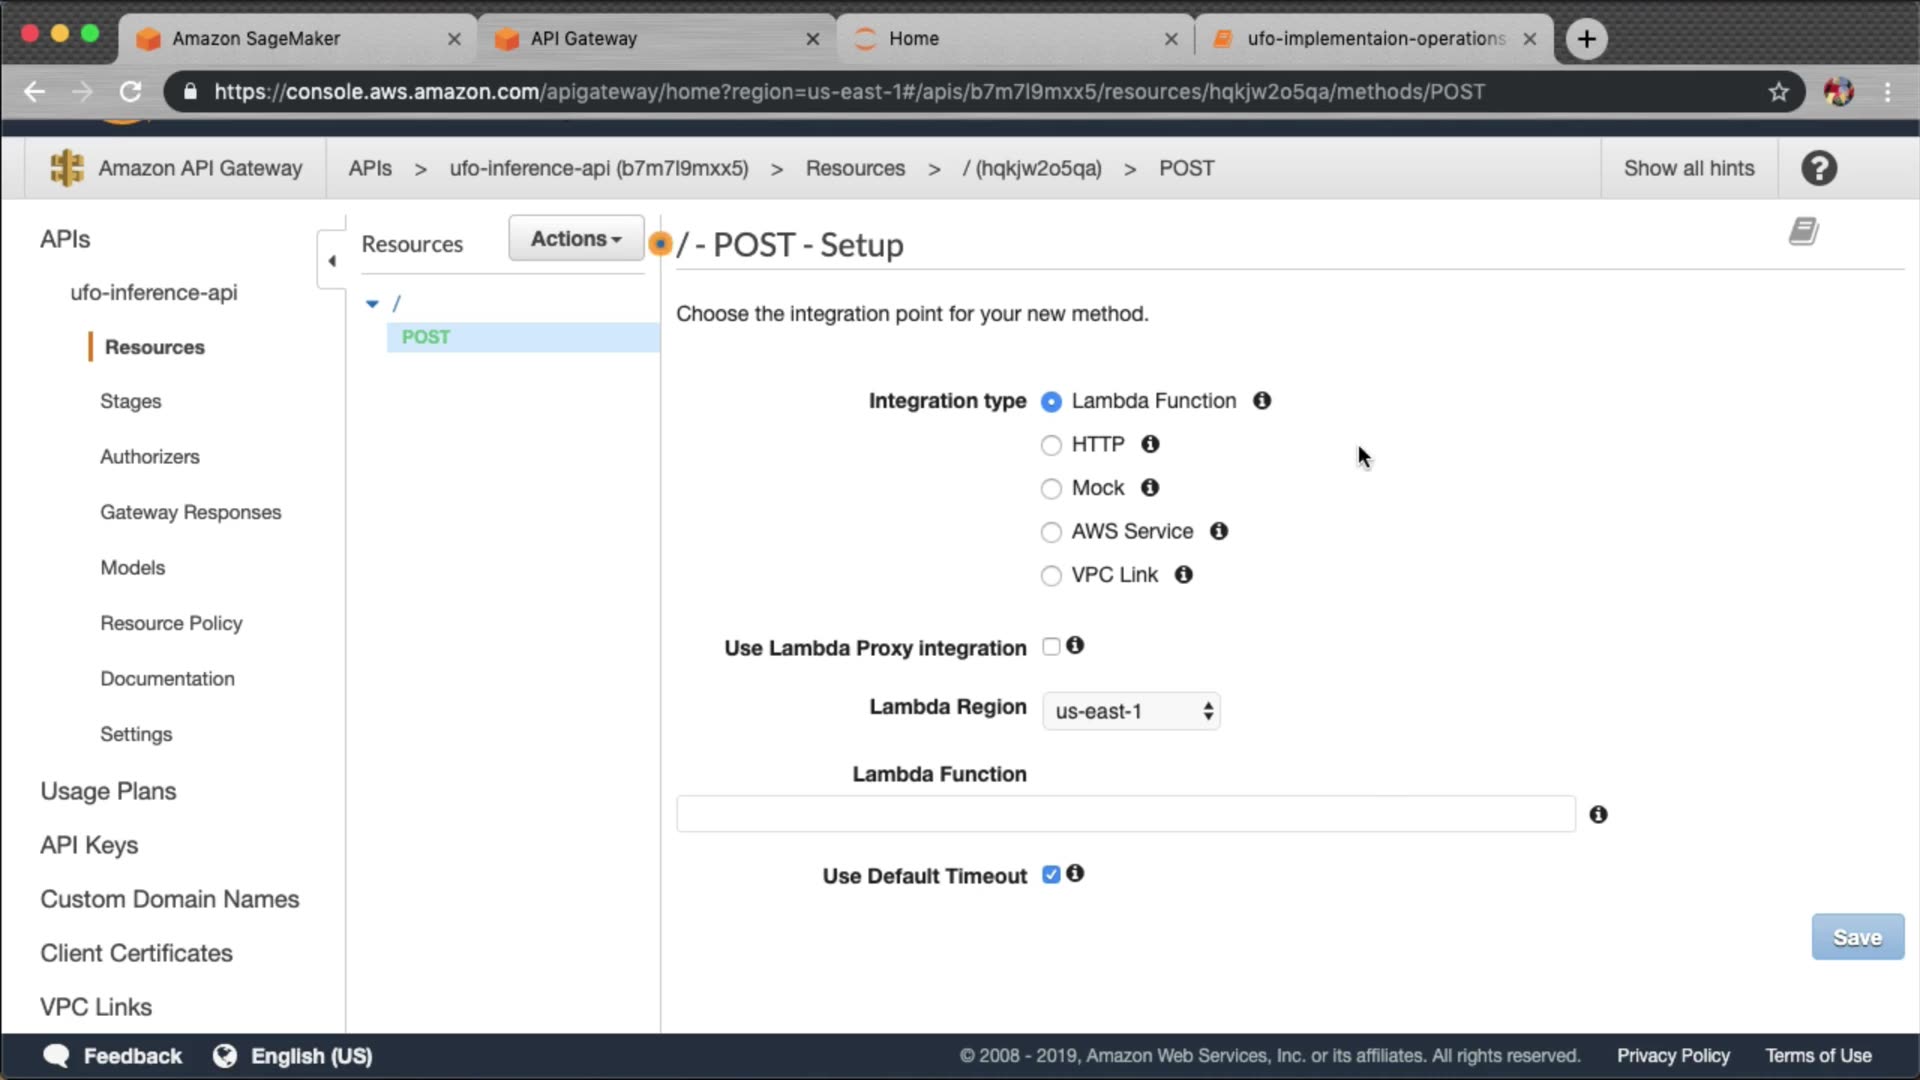 Amazon SageMaker
API Gateway
Home
ufo-implementaion-operations
https://console.aws.amazon.com/apigateway/home?region=us-east-1#/apis/b7m7l9mxx5/resources/hqkjw2o5qa/methods/POST
Amazon API Gateway
APIs > ufo-inference-api (b7m7l9mxx5) > Resources > / (hqkjw2o5qa) > POST
Show all hints
APIs
ufo-inference-api
Resources
Stages
Authorizers
Gateway Responses
Models
Resource Policy
Documentation
Settings
Usage Plans
API Keys
Custom Domain Names
Client Certificates
VPC Links
Resources
Actions
/
POST
/ - POST - Setup
Choose the integration point for your new method.
Integration type
Lambda Function
HTTP
Mock
AWS Service
VPC Link
Use Lambda Proxy integration
Lambda Region
us-east-1
Lambda Function
Use Default Timeout
Save
Feedback
English (US)
© 2008 - 2019, Amazon Web Services, Inc. or its affiliates. All rights reserved.
Privacy Policy
Terms of Use